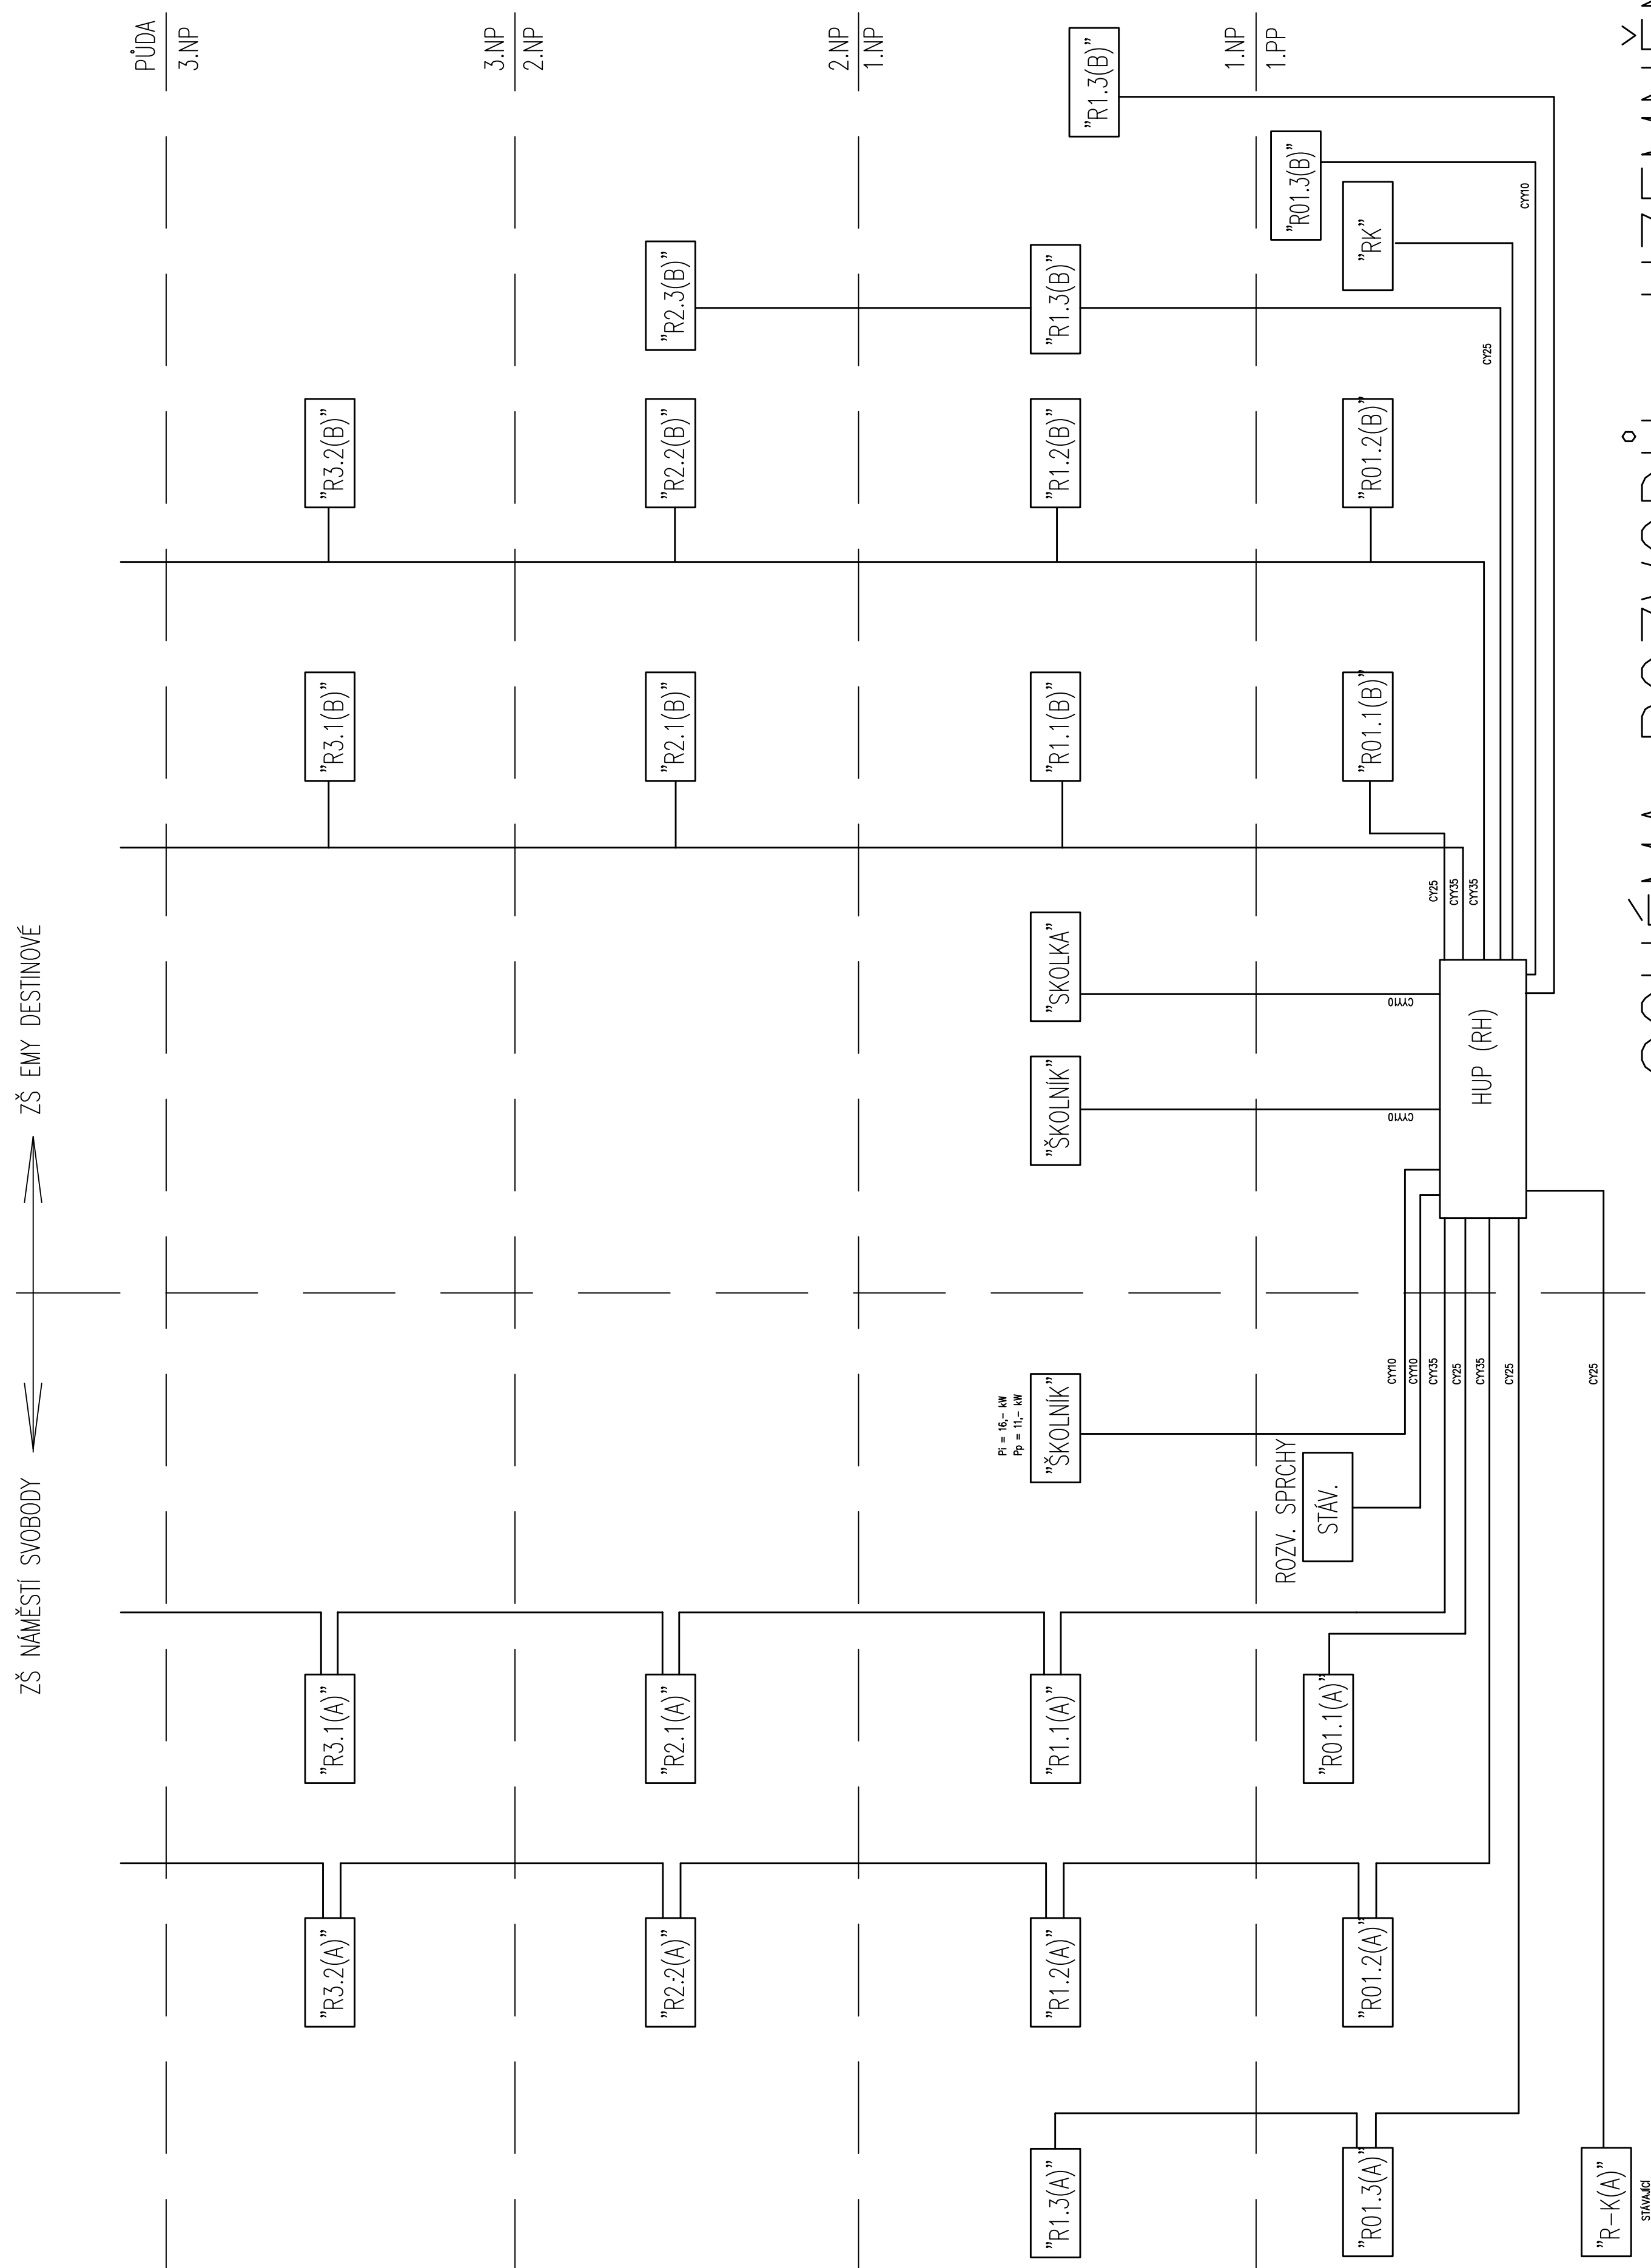 ZŠ NÁMĚSTÍ SVOBODY
ZŠ EMY DESTINOVÉ
PŮDA
3.NP
"R3.2(A)"
"R3.1(A)"
"R3.1(B)"
"R3.2(B)"
3.NP
2.NP
"R2.2(A)"
"R2.1(A)"
"R2.1(B)"
"R2.2(B)"
"R2.3(B)"
2.NP
1.NP
Pi = 16,- kW
Pp = 11,- kW
"R1.3(A)"
"R1.2(A)"
"R1.1(A)"
"ŠKOLNÍK"
"ŠKOLNÍK"
"ŠKOLKA"
"R1.1(B)"
"R1.2(B)"
"R1.3(B)"
"R1.3(B)"
1.NP
1.PP
ROZV. SPRCHY
STÁV.
"R01.3(B)"
"R01.3(A)"
"R01.2(A)"
"R01.1(A)"
"R01.1(B)"
"R01.2(B)"
"RK"
CYY10
CYY10
CYY35
CY25
CYY35
CY25
CYY10
CYY10
CY25
CYY35
CYY35
CY25
CYY10
HUP (RH)
CY25
"R-K(A)"
STÁVAJÍCÍ